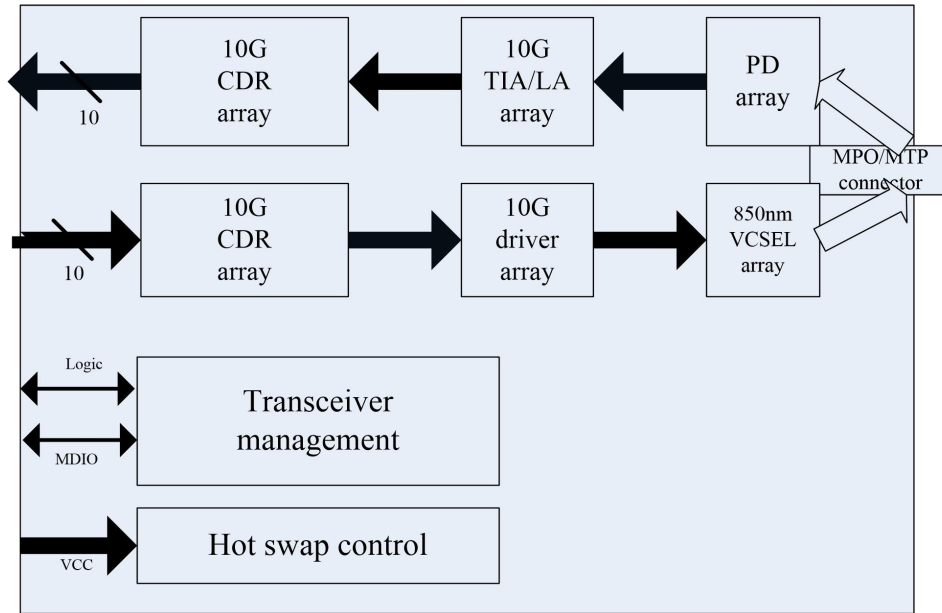 10G
CDR
array
10G
TIA/LA
array
PD
array
10
MPO/MTP
connector
10G
CDR
array
10G
driver
array
850nm
VCSEL
array
10
Logic
Transceiver
management
MDIO
Hot swap control
VCC